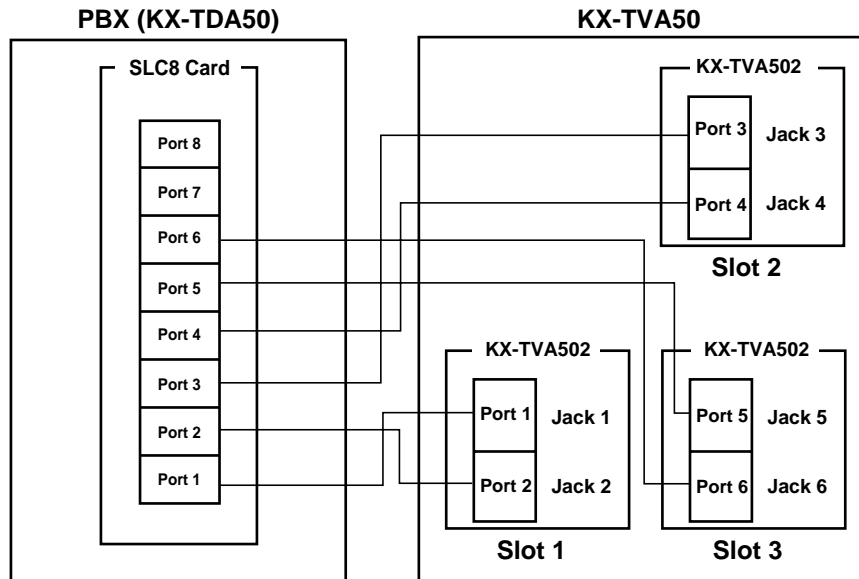 PBX (KX-TDA50)
SLC8 Card
Port 8
Port 7
Port 6
Port 5
Port 4
Port 3
Port 2
Port 1
KX-TVA50
KX-TVA502
Port 3 Jack 3
Port 4 Jack 4
Slot 2
KX-TVA502
Port 1 Jack 1
Port 2 Jack 2
Slot 1
KX-TVA502
Port 5 Jack 5
Port 6 Jack 6
Slot 3